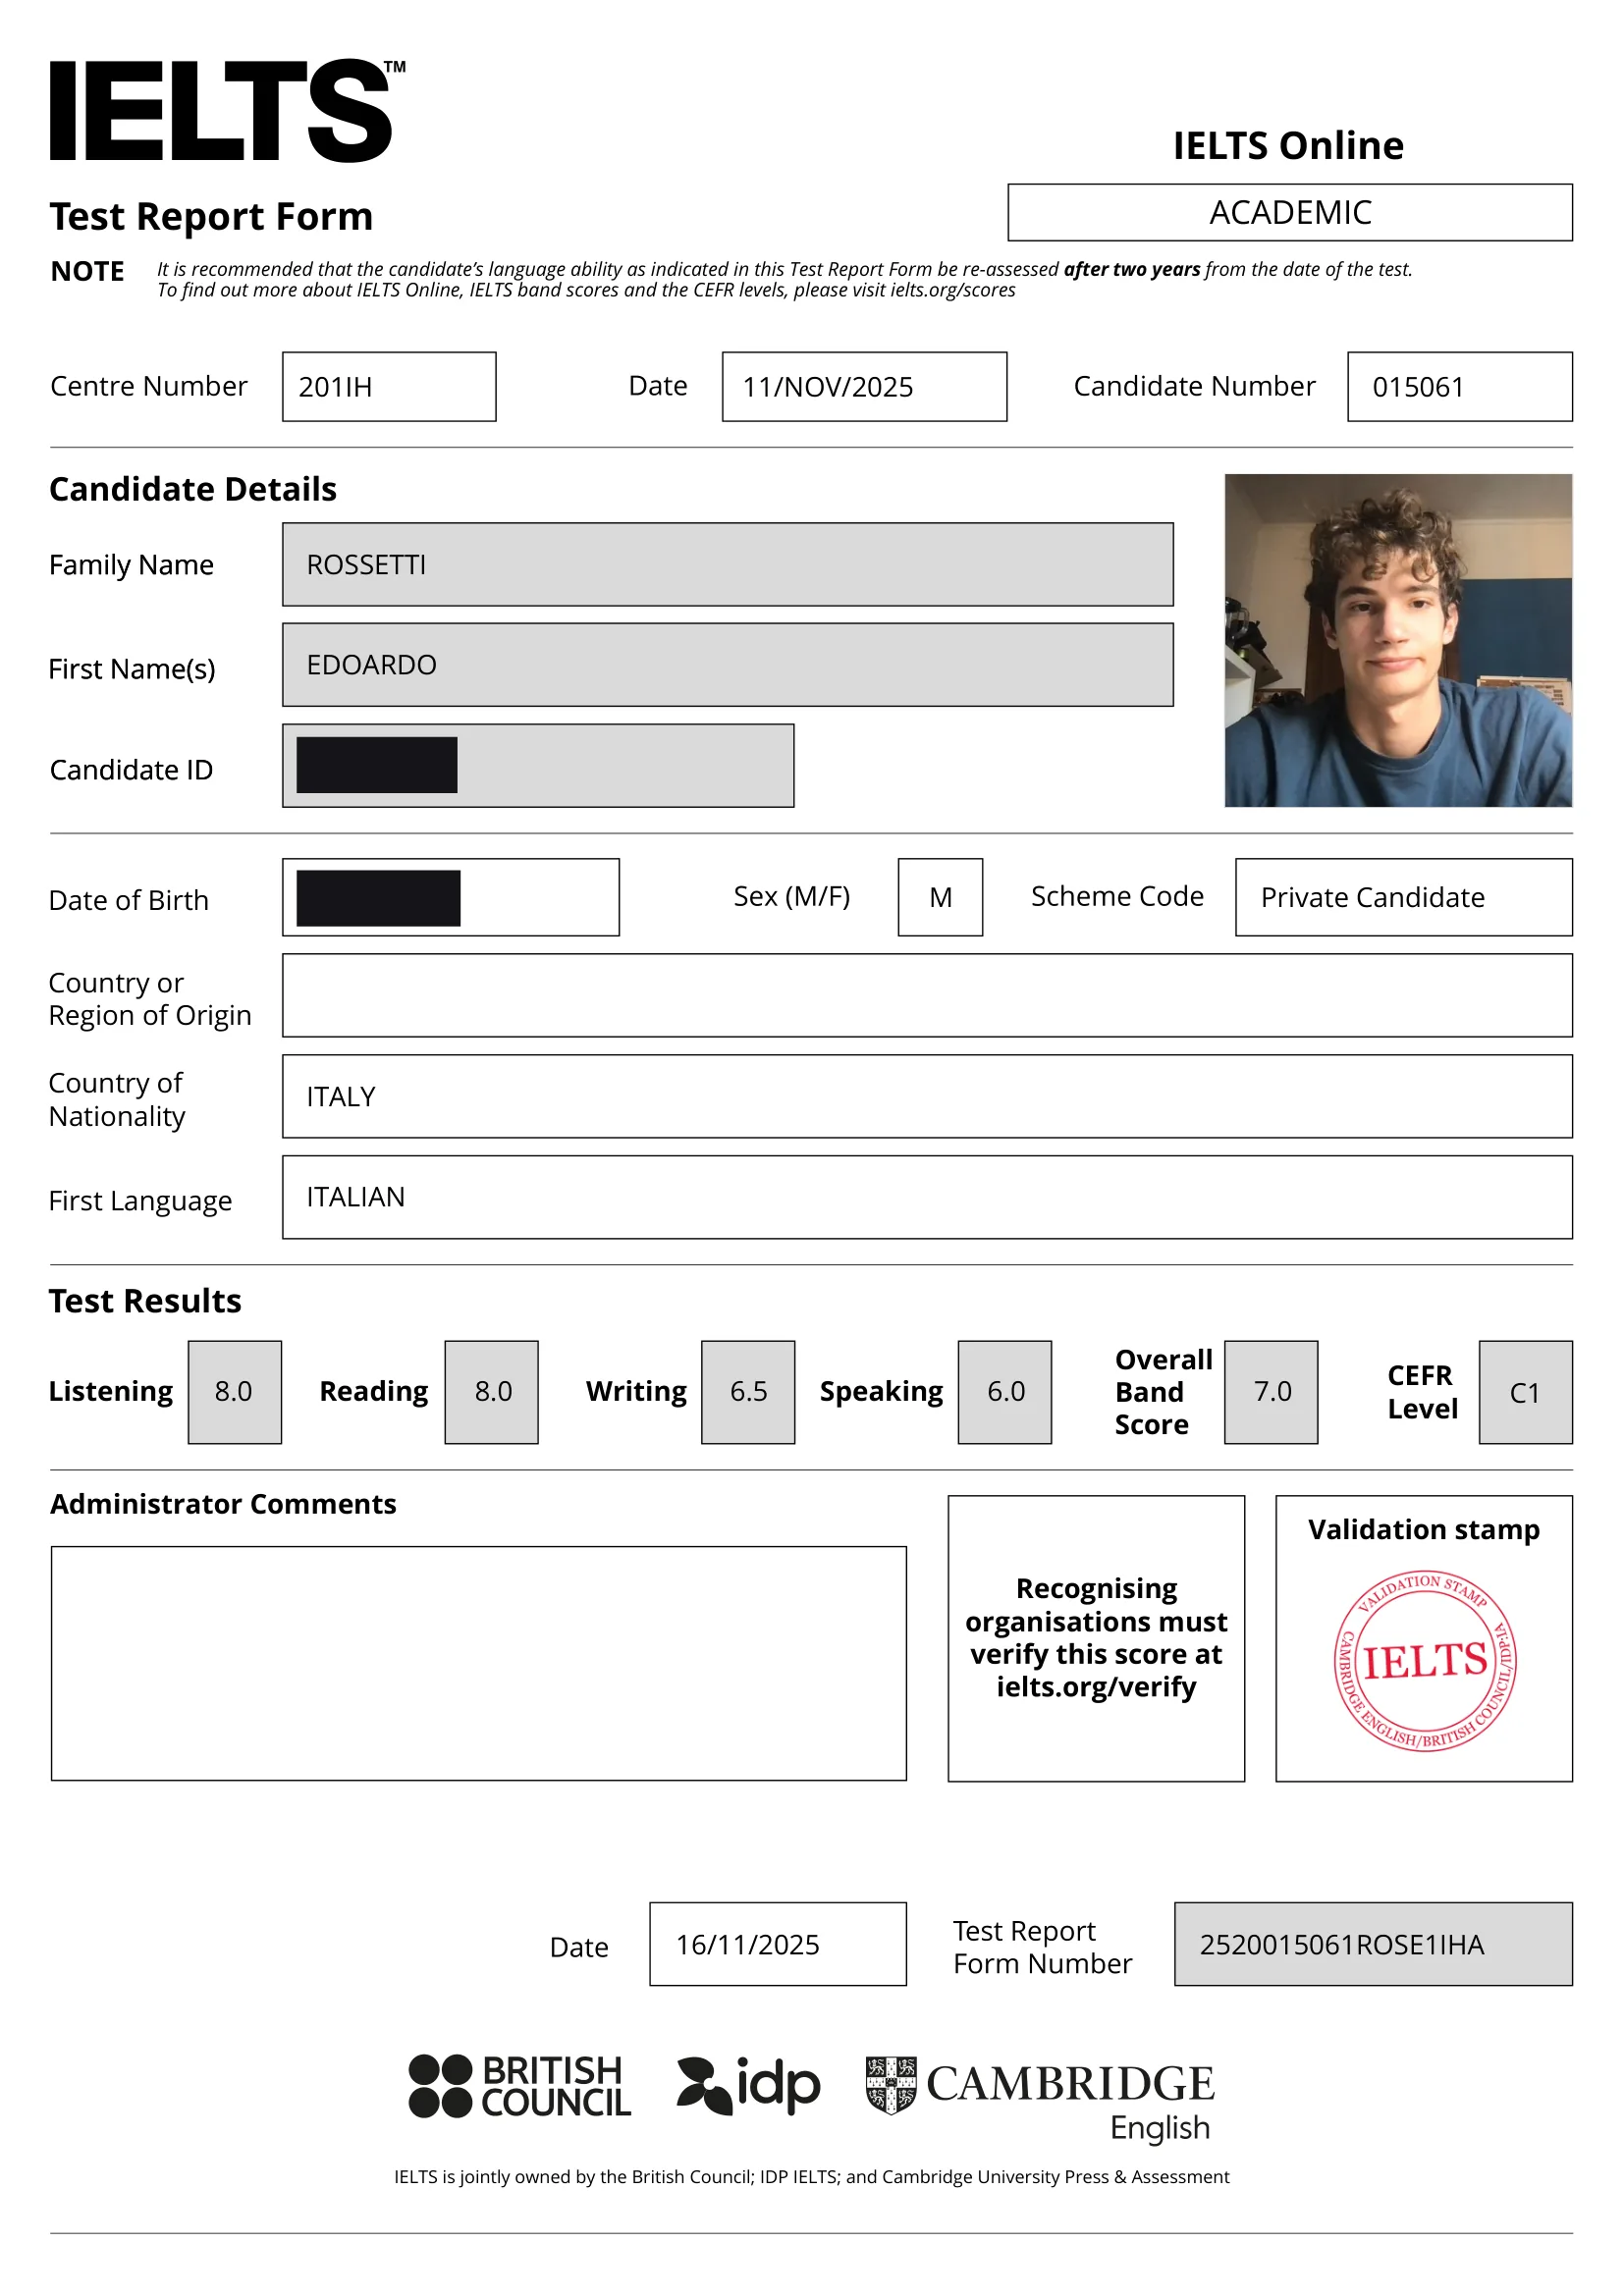 IELTS™
IELTS Online
Test Report Form
ACADEMIC
NOTE It is recommended that the candidate's language ability as indicated in this Test Report Form be re-assessed after two years from the date of the test.
To find out more about IELTS Online, IELTS band scores and the CEFR levels, please visit ielts.org/scores
Centre Number 201IH Date 11/NOV/2025 Candidate Number 015061
Candidate Details
Family Name ROSSETTI
First Name(s) EDOARDO
Candidate ID
Date of Birth Sex (M/F) M Scheme Code Private Candidate
Country or
Region of Origin
Country of
Nationality
ITALY
First Language ITALIAN
Test Results
Listening 8.0 Reading 8.0 Writing 6.5 Speaking 6.0
Overall
Band
Score
7.0
CEFR
Level
C1
Administrator Comments
Recognising
organisations must
verify this score at
ielts.org/verify
Validation stamp
VALIDATION STAMP
IELTS
CAMBRIDGE ENGLISH/BRITISH COUNCIL/IDP:IA
Date 16/11/2025
Test Report
Form Number
2520015061ROSE1IHA
BRITISH
COUNCIL
idp
CAMBRIDGE
English
IELTS is jointly owned by the British Council; IDP IELTS; and Cambridge University Press & Assessment